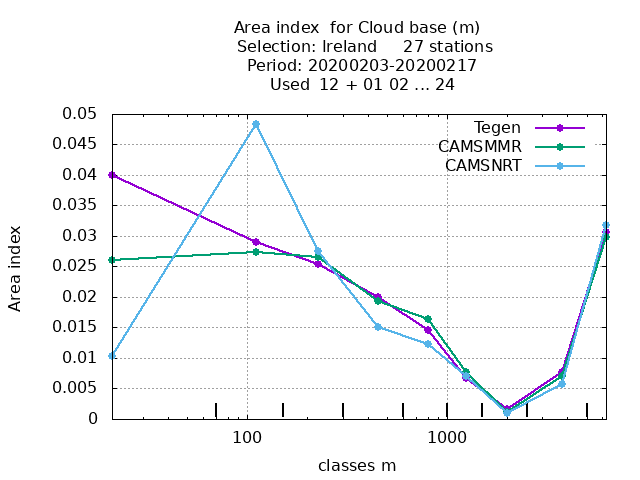 Area index  for Cloud base (m)
Selection: Ireland     27 stations
Period: 20200203-20200217
Used  12 + 01 02 ... 24
Tegen
CAMSMMR
CAMSNRT
0.05
0.045
0.04
0.035
0.03
0.025
0.02
0.015
0.01
0.005
0
Area index
100
1000
classes m